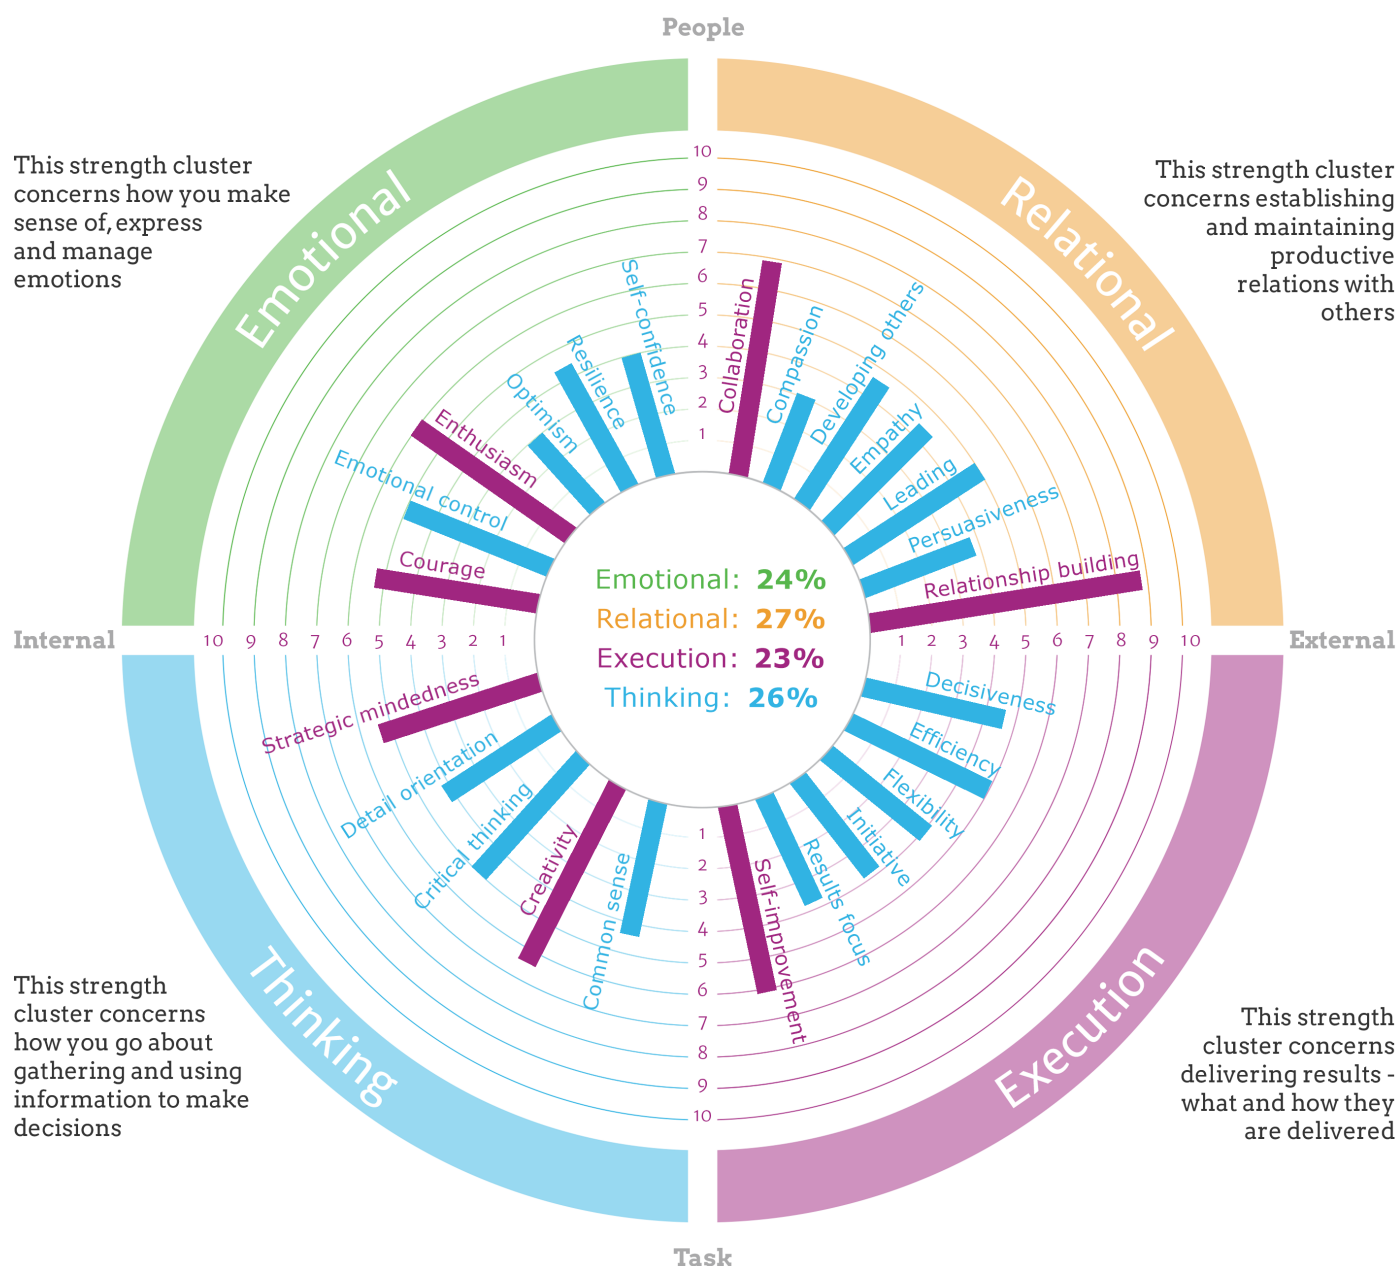 People
This strength cluster
concerns how you make
sense of, express
and manage
emotions
This strength cluster
concerns establishing
and maintaining
productive
relations with
others
Emotional
Relational
10
9
8
7
6
5
4
3
2
1
Courage
Emotional control
Enthusiasm
Optimism
Resilience
Self-confidence
Collaboration
Compassion
Developing others
Empathy
Leading
Persuasiveness
Relationship building
Emotional: 24%
Relational: 27%
Execution: 23%
Thinking: 26%
Internal 10 9 8 7 6 5 4 3 2 1
1 2 3 4 5 6 7 8 9 10 External
Decisiveness
Efficiency
Flexibility
Initiative
Results focus
Self-improvement
Common sense
Creativity
Critical thinking
Detail orientation
Strategic mindedness
1
2
3
4
5
6
7
8
9
10
Thinking
Execution
This strength
cluster concerns
how you go about
gathering and using
information to make
decisions
This strength
cluster concerns
delivering results -
what and how they
are delivered
Task